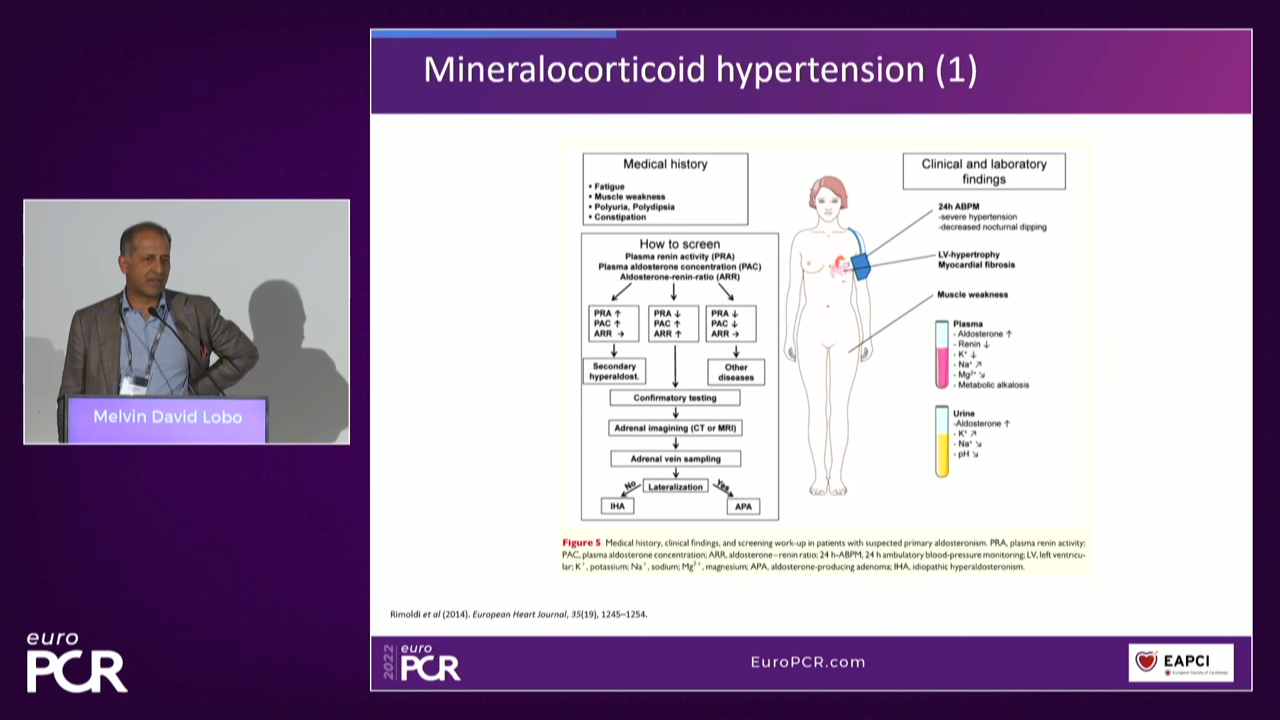 Mineralocorticoid hypertension (1)
Medical history
• Fatigue
• Muscle weakness
• Polyuria, Polydipsia
• Constipation
How to screen
Plasma renin activity (PRA)
Plasma aldosterone concentration (PAC)
Aldosterone-renin-ratio (ARR)
PRA ↑
PAC ↑
ARR →
PRA ↓
PAC ↑
ARR ↑
PRA ↓
PAC ↓
ARR →
Secondary
hyperaldost.
Other
diseases
Confirmatory testing
Adrenal imagining (CT or MRI)
Adrenal vein sampling
No
Lateralization
Yes
IHA
APA
Clinical and laboratory
findings
24h ABPM
-severe hypertension
-decreased nocturnal dipping
LV-hypertrophy
Myocardial fibrosis
Muscle weakness
Plasma
- Aldosterone ↑
- Renin ↓
- K⁺ ↓
- Na⁺ ↗
- Mg²⁺ ↘
- Metabolic alkalosis
Urine
-Aldosterone ↑
- K⁺ ↗
- Na⁺ ↘
- pH ↘
Figure 5 Medical history, clinical findings, and screening work-up in patients with suspected primary aldosteronism. PRA, plasma renin activity;
PAC, plasma aldosterone concentration; ARR, aldosterone–renin ratio; 24 h-ABPM, 24 h ambulatory blood-pressure monitoring; LV, left ventricu-
lar; K⁺, potassium; Na⁺, sodium; Mg²⁺, magnesium; APA, aldosterone-producing adenoma; IHA, idiopathic hyperaldosteronism.
Rimoldi et al (2014). European Heart Journal, 35(19), 1245–1254.
Melvin David Lobo
euro
PCR
2022
euro
PCR
EuroPCR.com
EAPCI
European Society of Cardiology